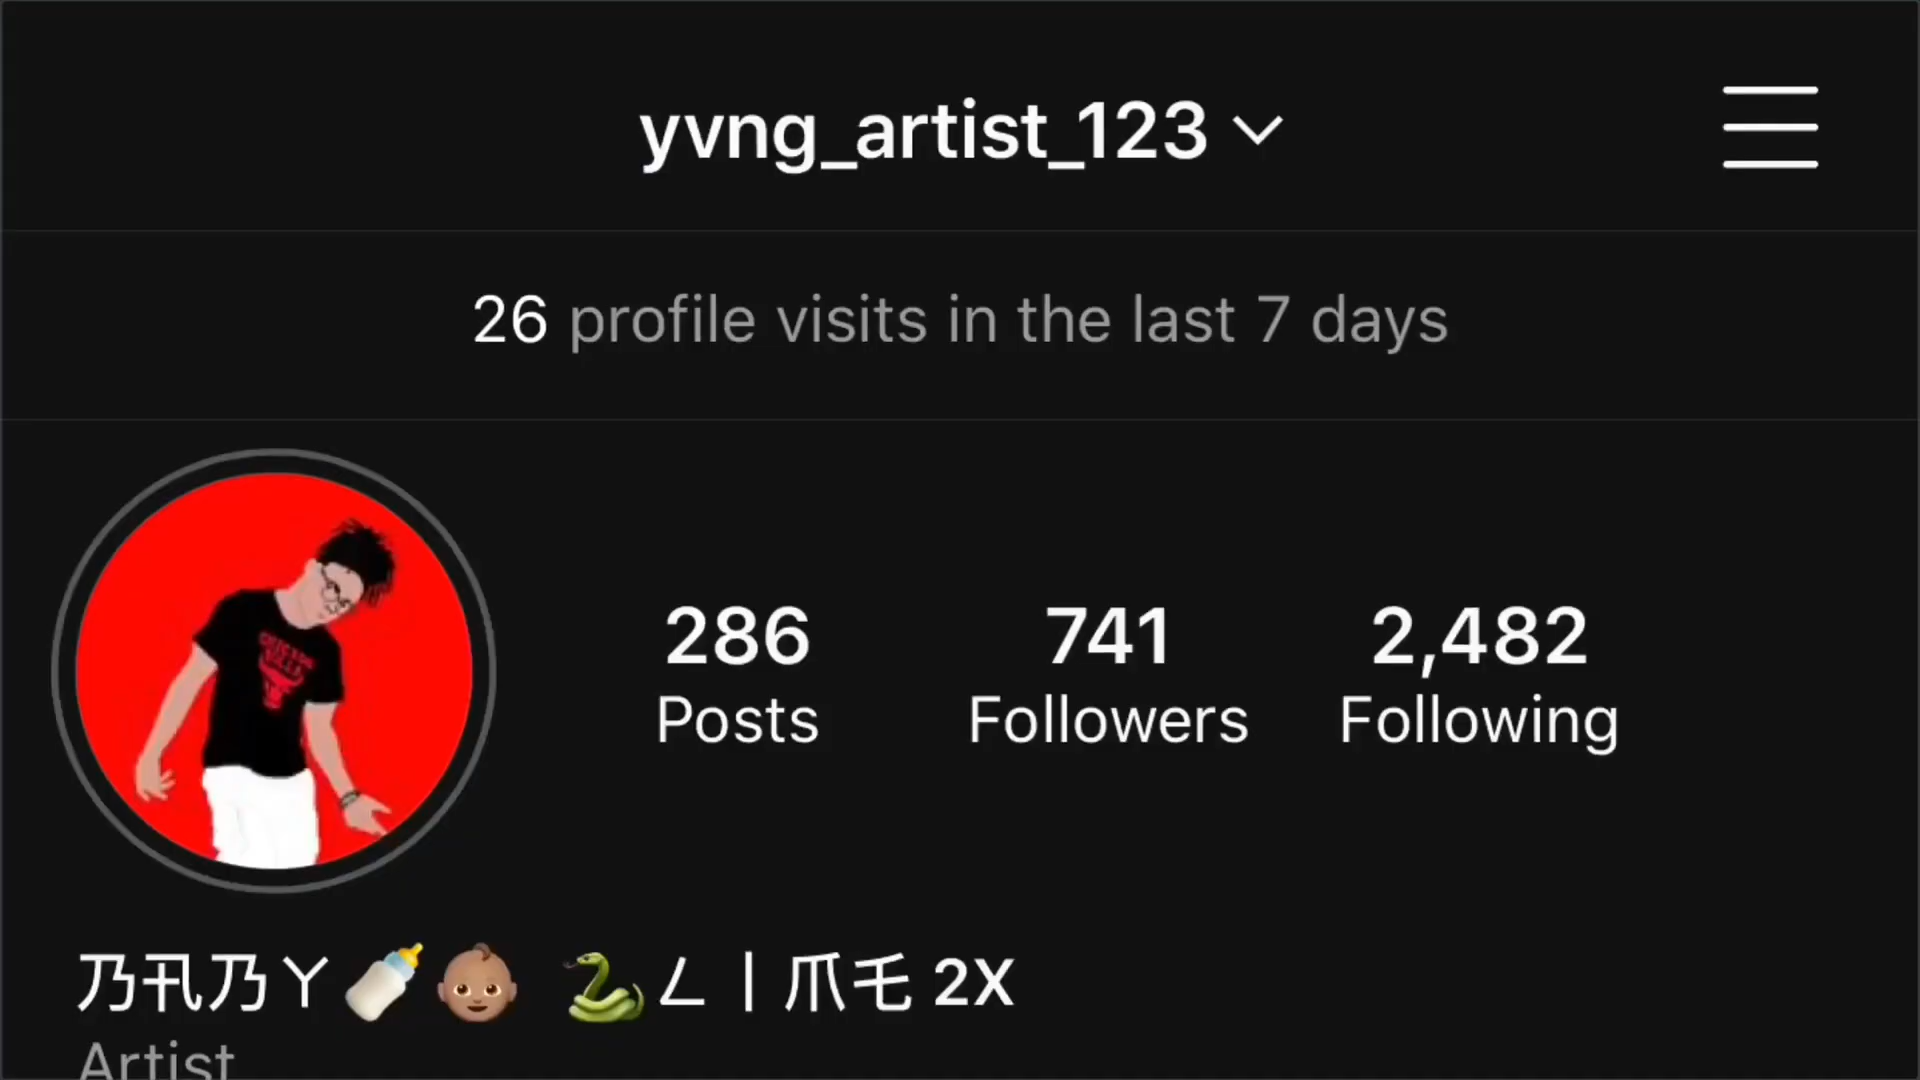 yvng_artist_123
26 profile visits in the last 7 days
286 741 2,482
Posts Followers Following
乃卂乃丫🍼👶🏽 🐍ㄥ丨爪乇 2X
Artist